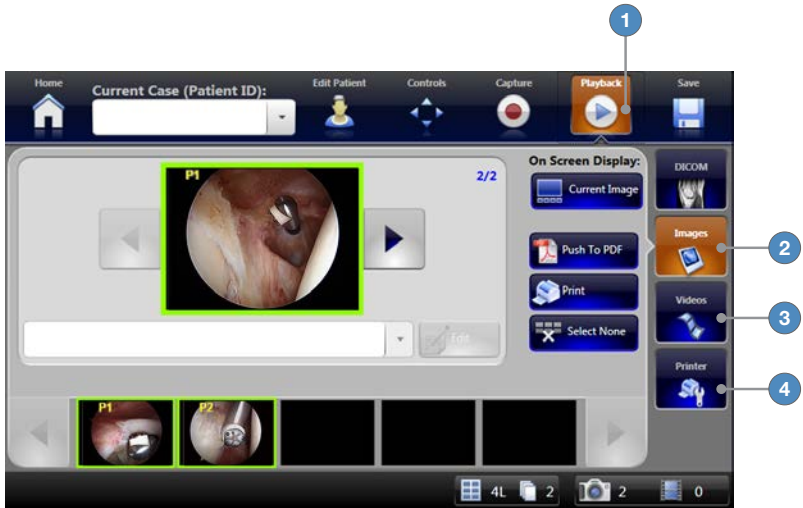 1
Home
Current Case (Patient ID):
Edit Patient
Controls
Capture
Playback
Save
P1
2/2
On Screen Display:
Current Image
DICOM
Push To PDF
Images
2
Print
Select None
Edit
Videos
3
Printer
4
P1
P2
4L
2
2
0